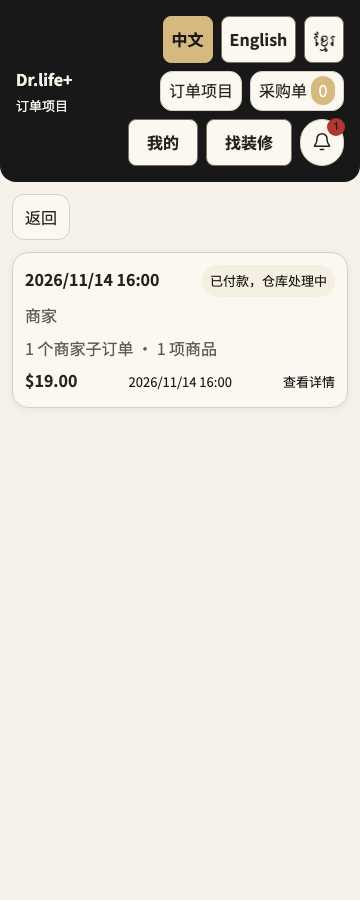 中文 English ខ្មែរ
Dr.life+
订单项目
订单项目 采购单 0
我的 找装修 1
返回
2026/11/14 16:00 已付款，仓库处理中
商家
1 个商家子订单 · 1 项商品
$19.00 2026/11/14 16:00 查看详情